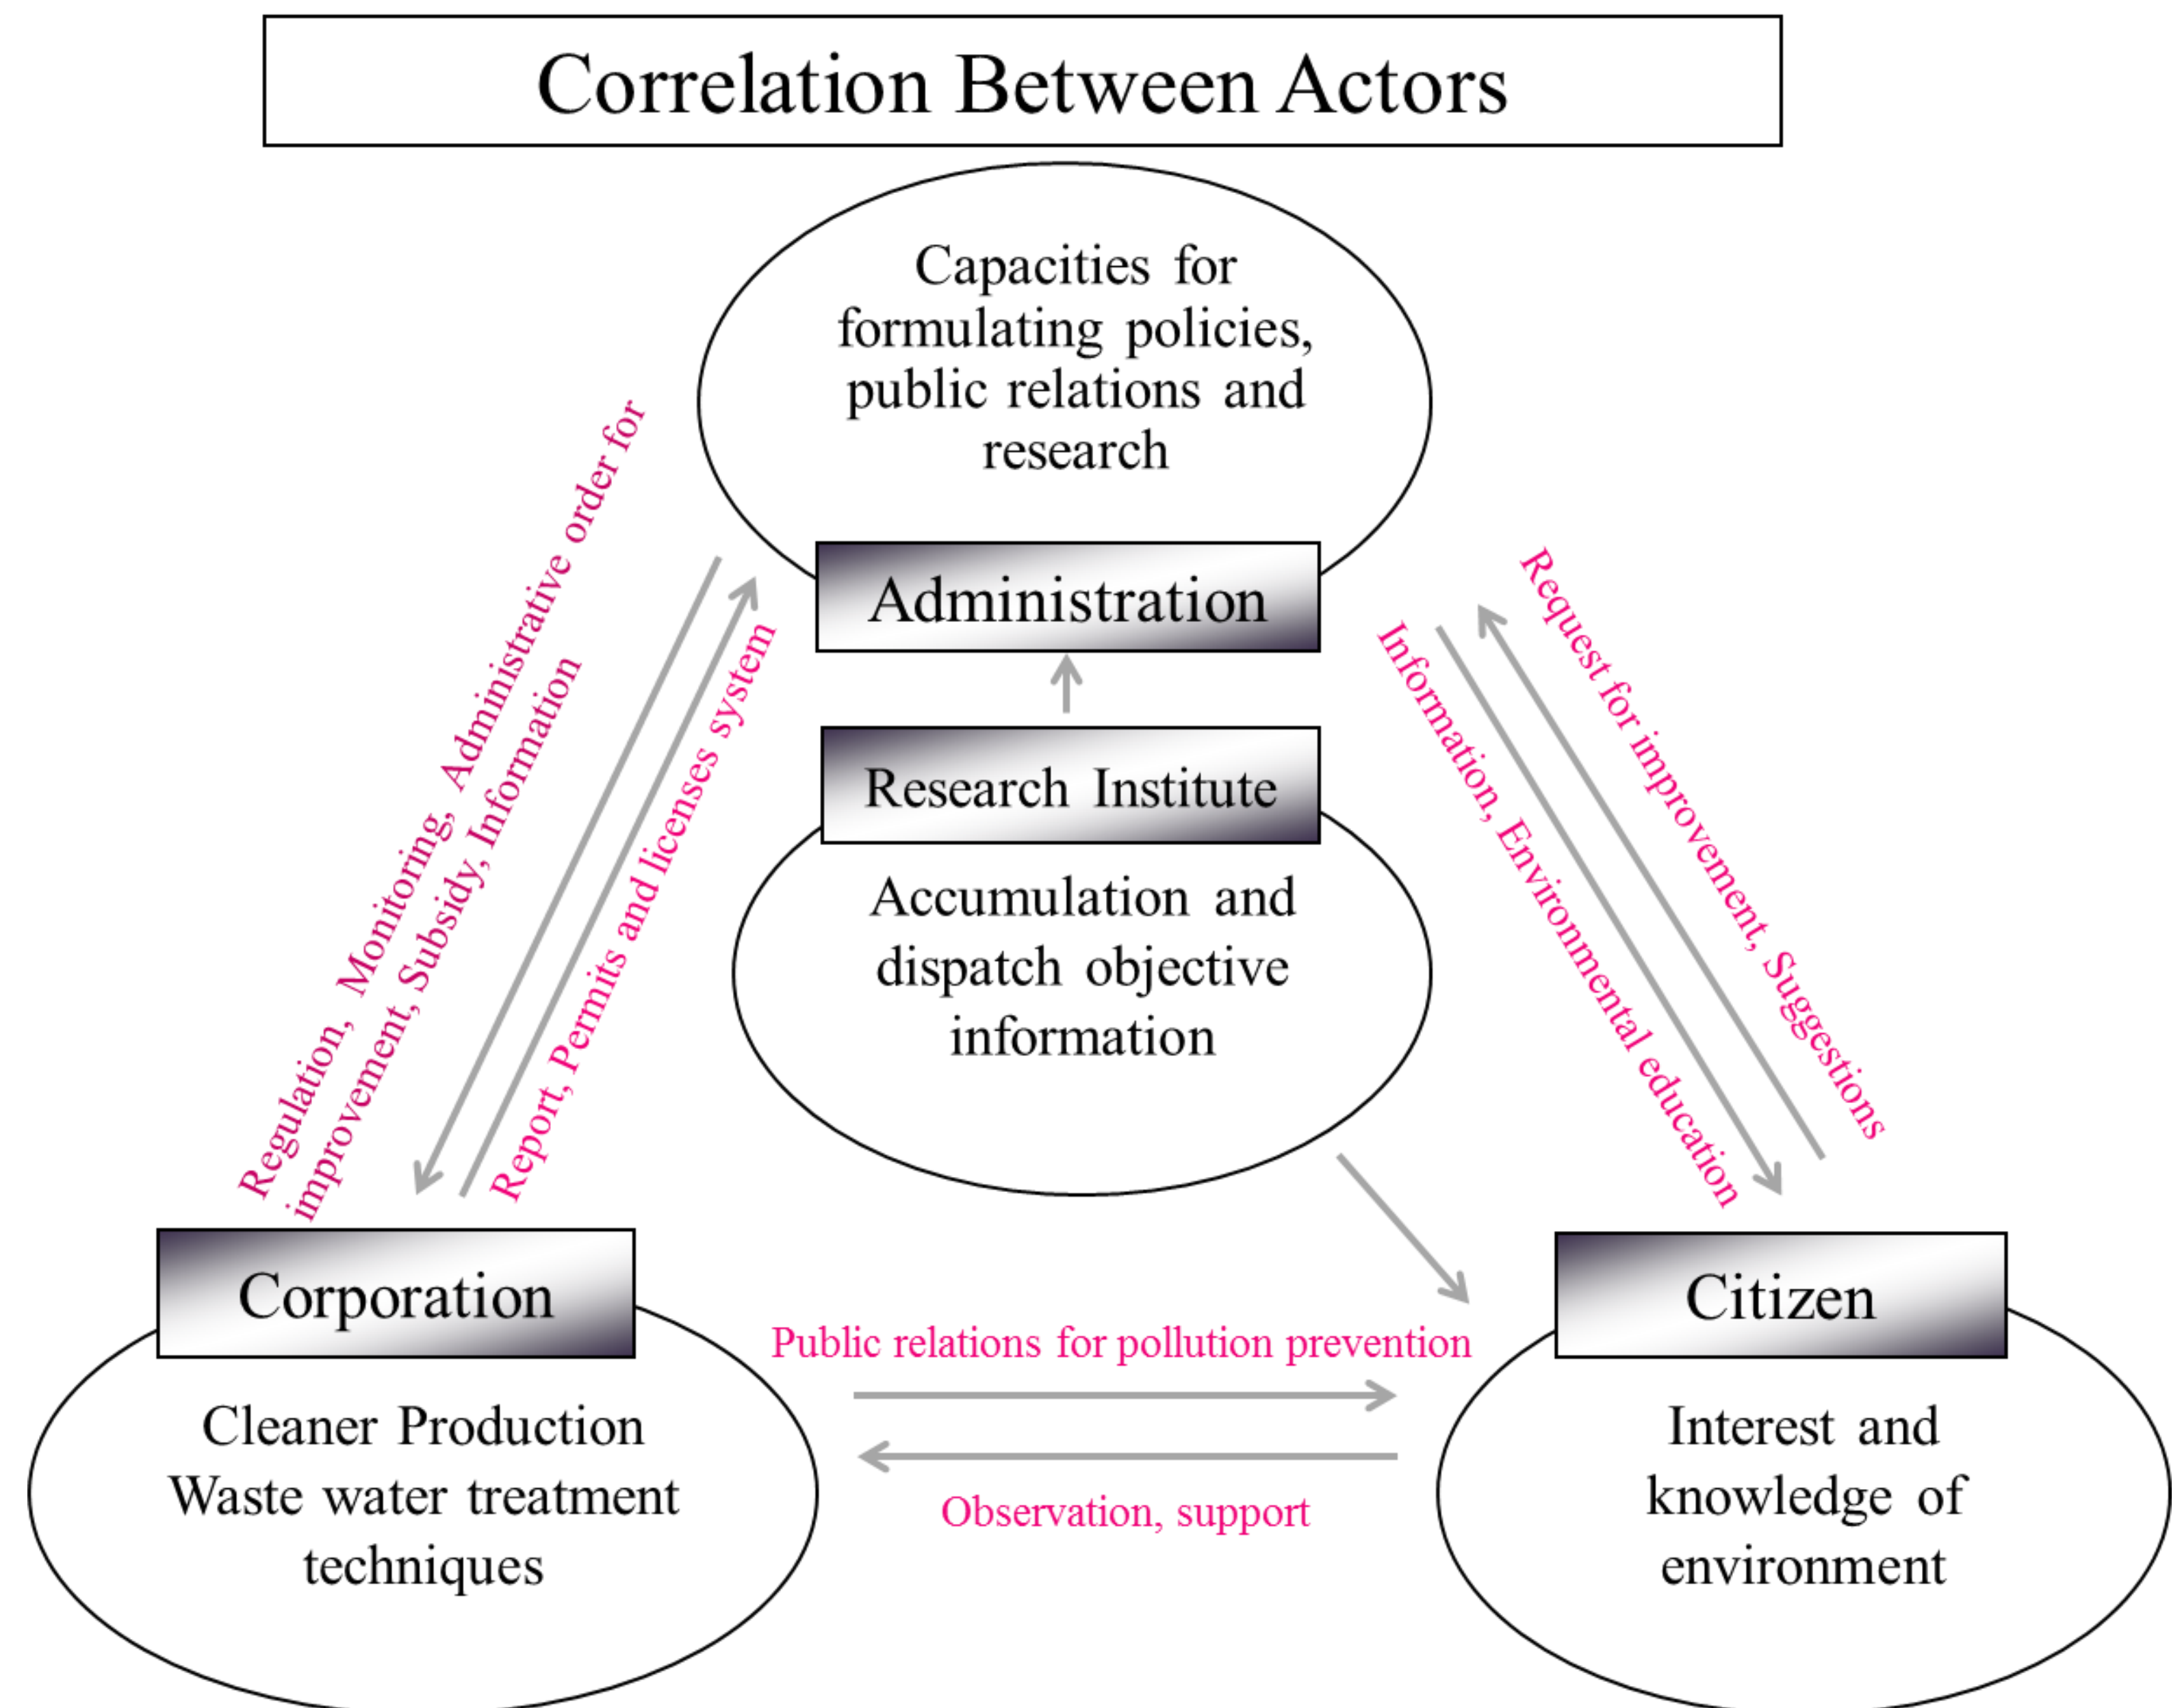 Correlation Between Actors
Capacities for
formulating policies,
public relations and
research
Administration
Regulation, Monitoring, Administrative order for
improvement, Subsidy, Information
Report, Permits and licenses system
Information, Environmental education
Request for improvement, Suggestions
Research Institute
Accumulation and
dispatch objective
information
Corporation
Cleaner Production
Waste water treatment
techniques
Public relations for pollution prevention
Observation, support
Citizen
Interest and
knowledge of
environment